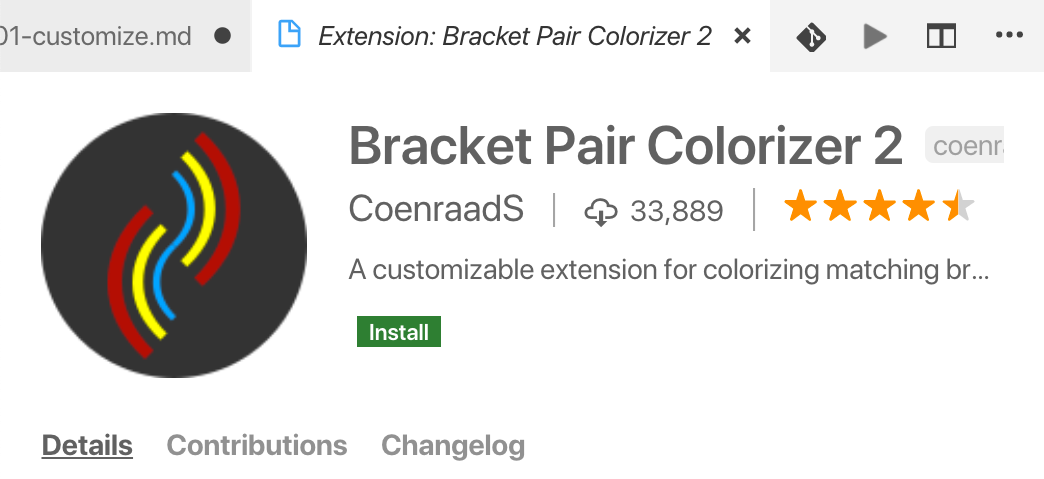 01-customize.md Extension: Bracket Pair Colorizer 2
Bracket Pair Colorizer 2 coenr
CoenraadS 33,889
A customizable extension for colorizing matching br...
Install
Details Contributions Changelog